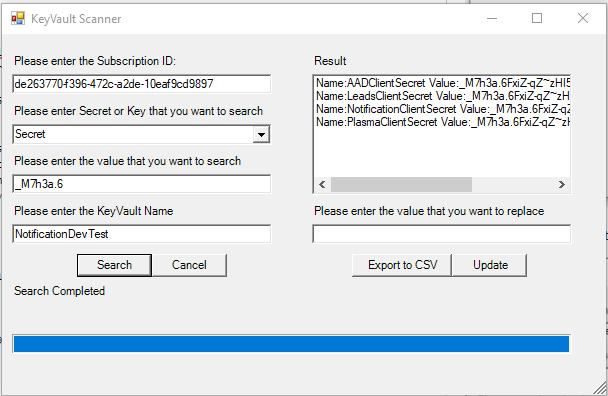 KeyVault Scanner
Please enter the Subscription ID:
de263770-f396-472c-a2de-10eaf9cd9897
Please enter Secret or Key that you want to search
Secret
Please enter the value that you want to search
_M7h3a.6
Please enter the KeyVault Name
NotificationDevTest
Search
Cancel
Search Completed
Result
Name:AADClientSecret Value:_M7h3a.6FxiZ-qZ~zHI5
Name:LeadsClientSecret Value:_M7h3a.6FxiZ-qZ~z
Name:NotificationClientSecret Value:_M7h3a.6FxiZ-q
Name:PlasmaClientSecret Value:_M7h3a.6FxiZ-qZ~zH
Please enter the value that you want to replace
Export to CSV
Update